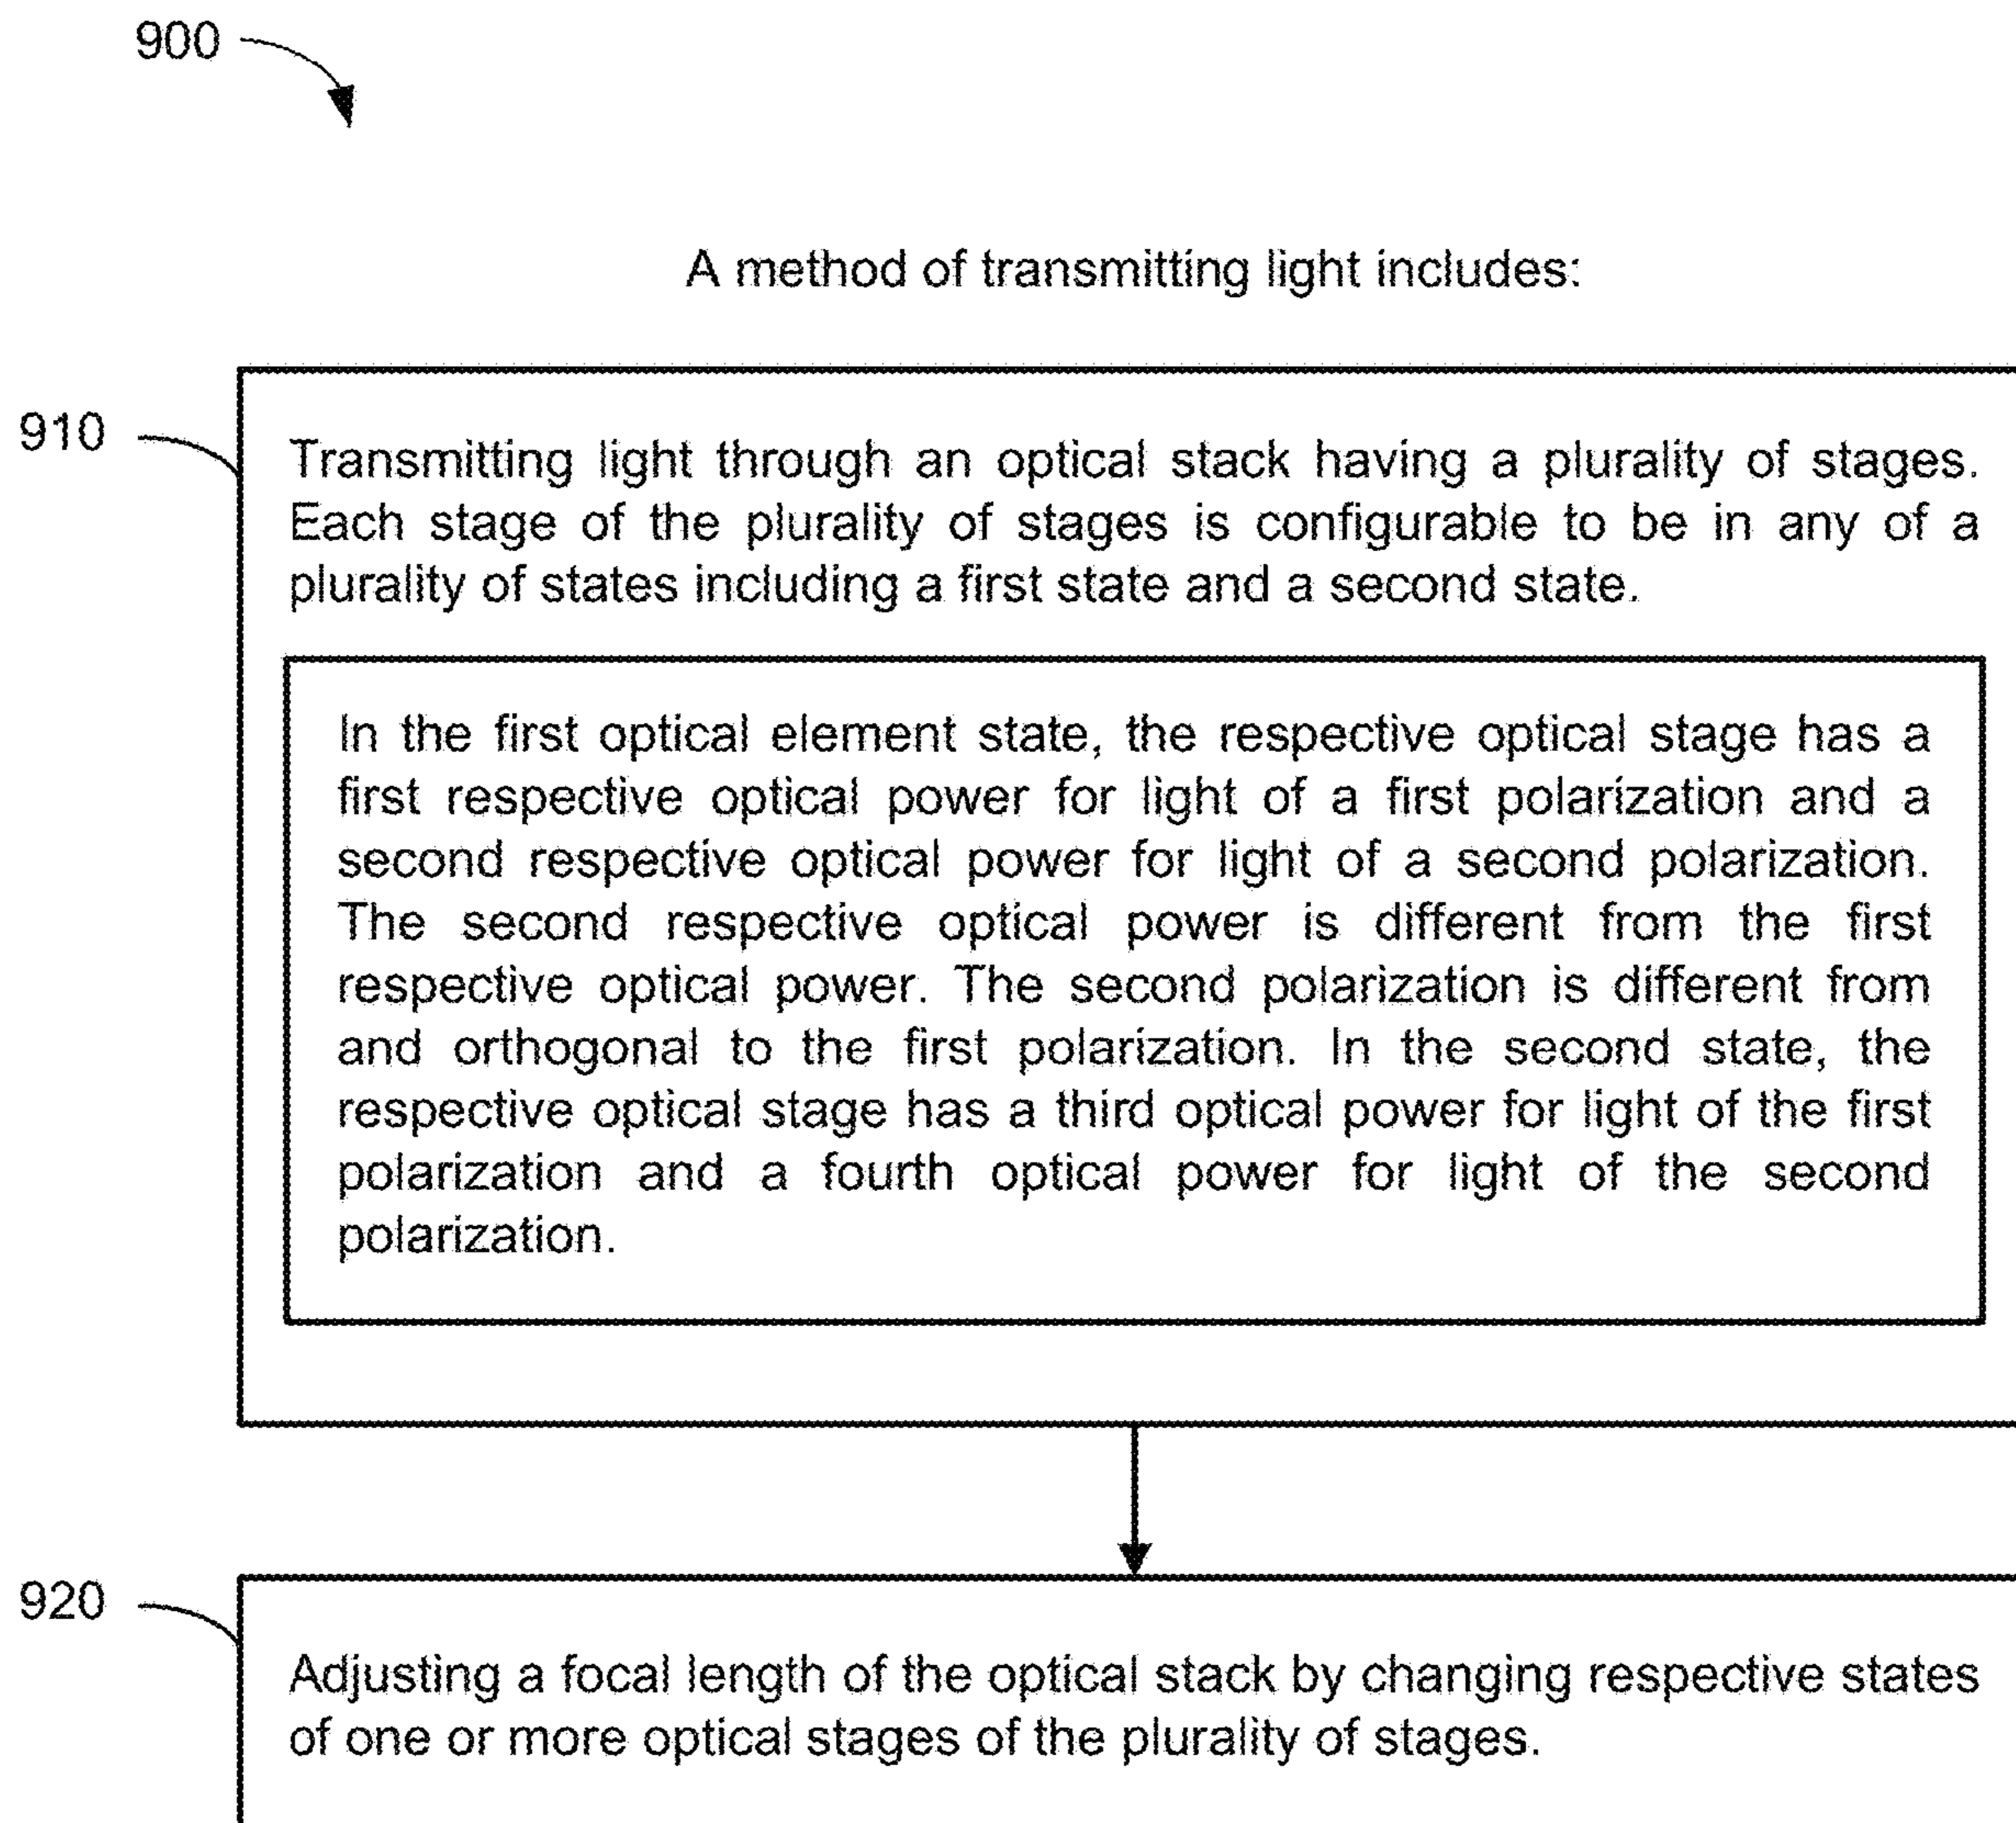 900
A method of transmitting light includes:
910
Transmitting light through an optical stack having a plurality of stages.
Each stage of the plurality of stages is configurable to be in any of a
plurality of states including a first state and a second state.
In the first optical element state, the respective optical stage has a
first respective optical power for light of a first polarization and a
second respective optical power for light of a second polarization.
The second respective optical power is different from the first
respective optical power. The second polarization is different from
and orthogonal to the first polarization. In the second state, the
respective optical stage has a third optical power for light of the first
polarization and a fourth optical power for light of the second
polarization.
920
Adjusting a focal length of the optical stack by changing respective states
of one or more optical stages of the plurality of stages.